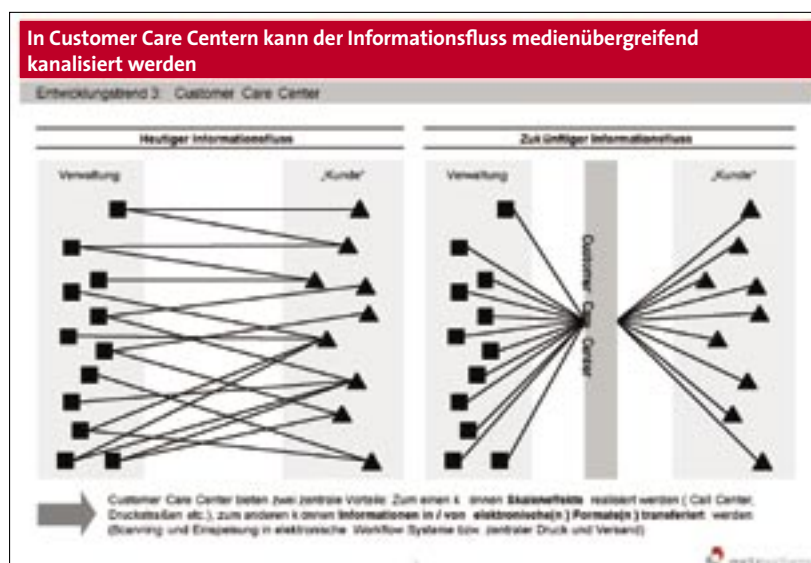 In Customer Care Centern kann der Informationsfluss medienübergreifend
kanalisiert werden
Entwicklungstrend 3: Customer Care Center
Heutiger Informationsfluss
Zukünftiger Informationsfluss
Verwaltung
„Kunde“
Verwaltung
„Kunde“
Customer Care Center
Customer Care Center bieten zwei zentrale Vorteile: Zum einen k önnen Skaleneffekte realisiert werden ( Call Center,
Druckstraßen etc.), zum anderen k önnen Informationen in / von elektronische(n ) Formate(n ) transferiert werden
(Scanning und Einspeisung in elektronische Workflow Systeme bzw. zentraler Druck und Versand)